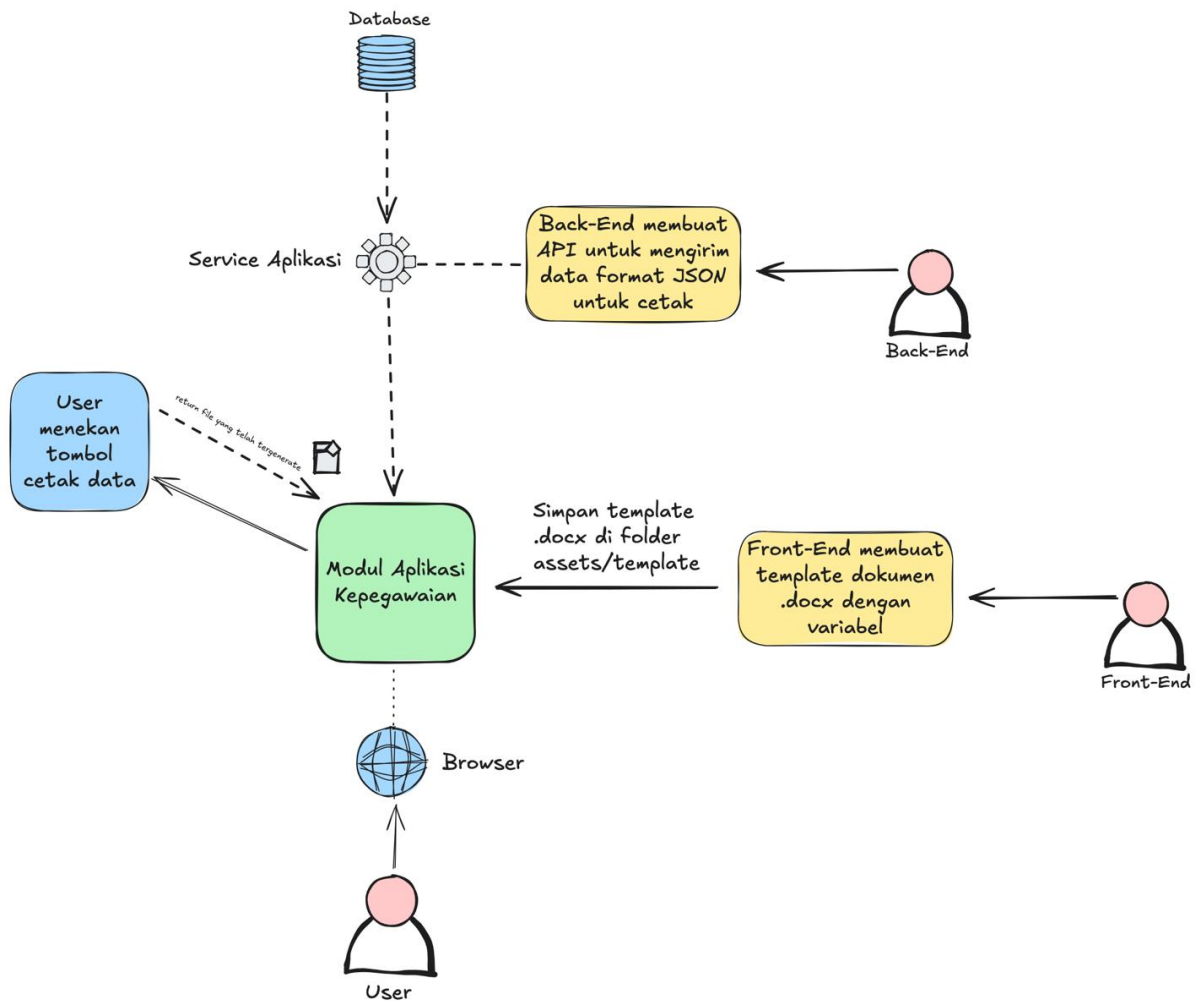 Database
Service Aplikasi
Back-End membuat
API untuk mengirim
data format JSON
untuk cetak
Back-End
User
menekan
tombol
cetak data
return file yang telah tergenerate
Modul Aplikasi
Kepegawaian
Simpan template
.docx di folder
assets/template
Front-End membuat
template dokumen
.docx dengan
variabel
Front-End
Browser
User